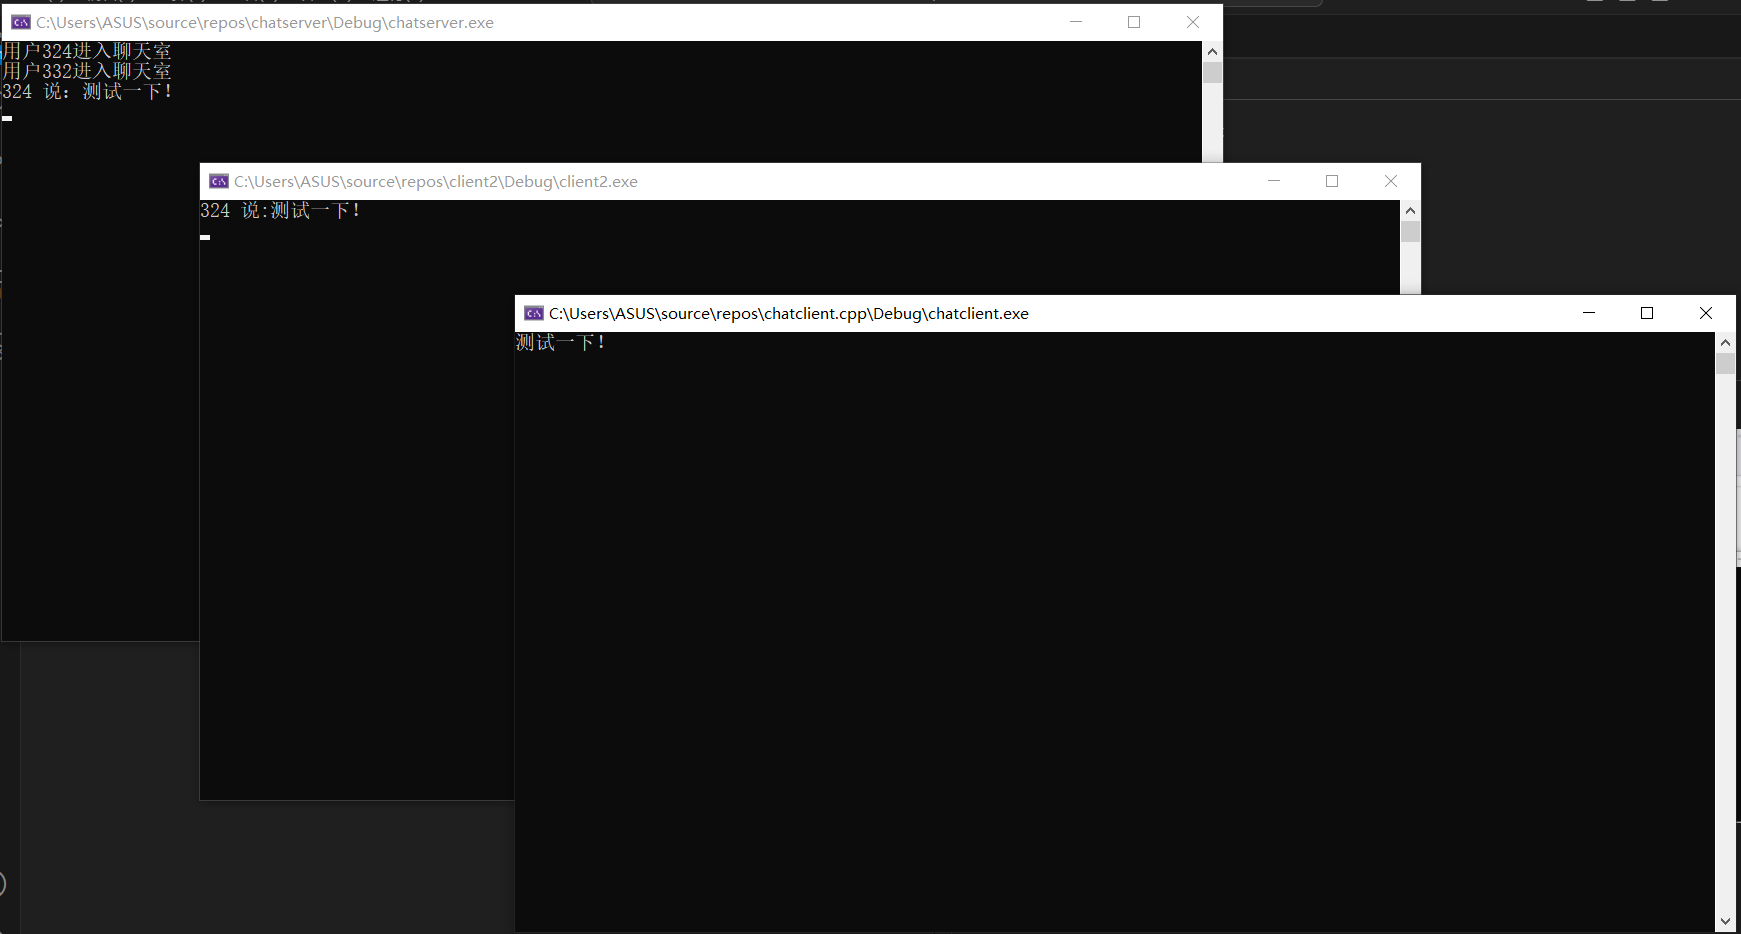 C:\Users\ASUS\source\repos\chatserver\Debug\chatserver.exe
用户324进入聊天室
用户332进入聊天室
324 说：测试一下！
C:\Users\ASUS\source\repos\client2\Debug\client2.exe
324 说:测试一下！
C:\Users\ASUS\source\repos\chatclient.cpp\Debug\chatclient.exe
测试一下！